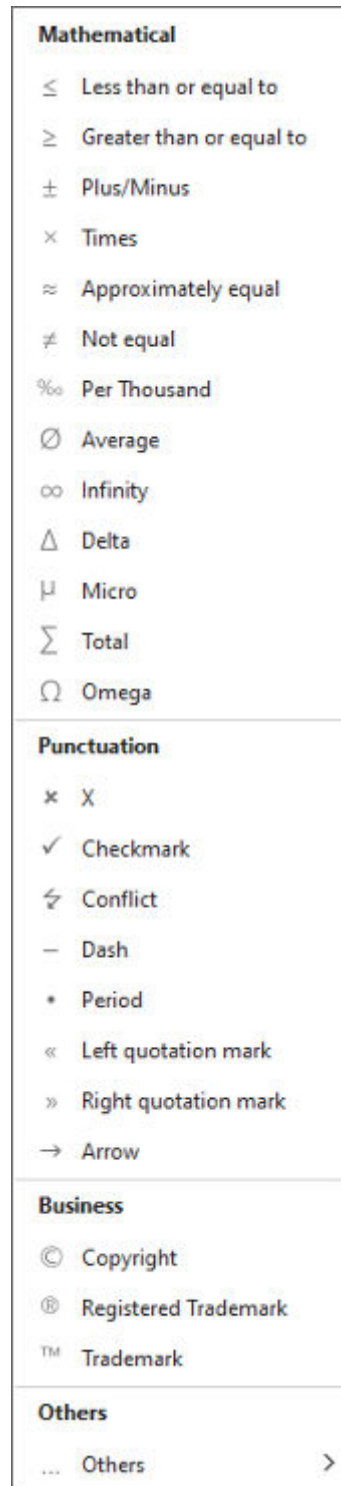 Mathematical
≤ Less than or equal to
≥ Greater than or equal to
± Plus/Minus
× Times
≈ Approximately equal
≠ Not equal
‰ Per Thousand
∅ Average
∞ Infinity
Δ Delta
µ Micro
∑ Total
Ω Omega
Punctuation
× X
✓ Checkmark
↯ Conflict
– Dash
• Period
« Left quotation mark
» Right quotation mark
→ Arrow
Business
© Copyright
® Registered Trademark
™ Trademark
Others
... Others >